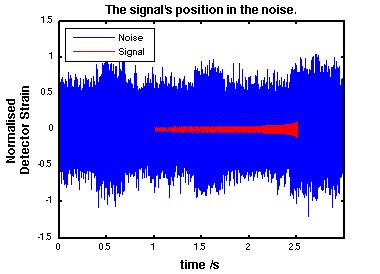 The signal's position in the noise.
1.5
Noise
Signal
1
0.5
0
-0.5
-1
-1.5
Normalised
Detector Strain
0 0.5 1 1.5 2 2.5
time /s